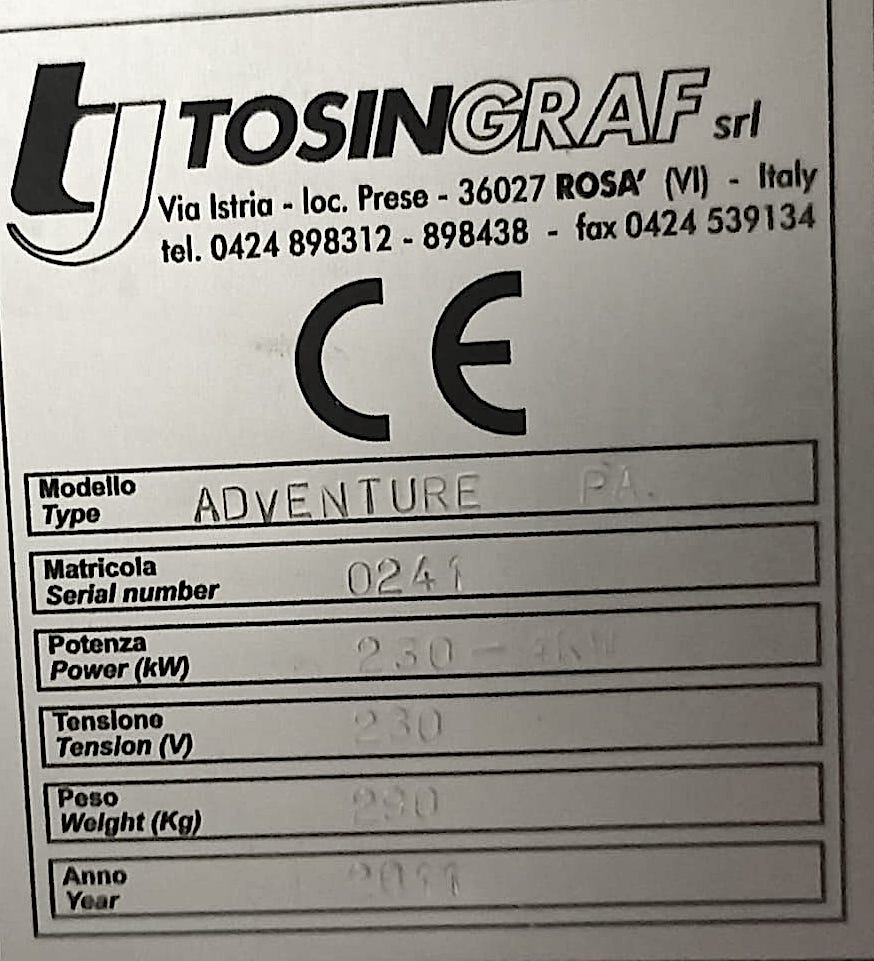 tg TOSINGRAF srl
Via Istria - loc. Prese - 36027 ROSA' (VI) - Italy
tel. 0424 898312 - 898438 - fax 0424 539134
CE
Modello ADVENTURE PA.
Type
Matricola 0241
Serial number
Potenza 230 -
Power (kW)
Tensione 230
Tension (V)
Peso
Weight (Kg)
Anno 2011
Year